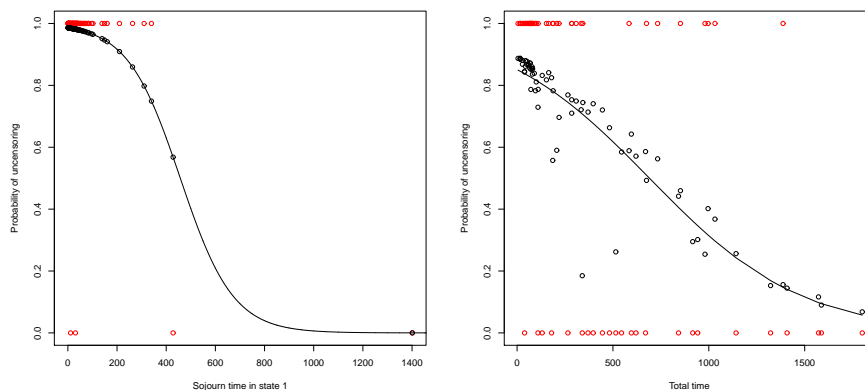 1.0
0.8
0.6
0.4
0.2
0.0
Probability of uncensoring
0 200 400 600 800 1000 1200 1400
Sojourn time in state 1
1.0
0.8
0.6
0.4
0.2
0.0
Probability of uncensoring
0 500 1000 1500
Total time